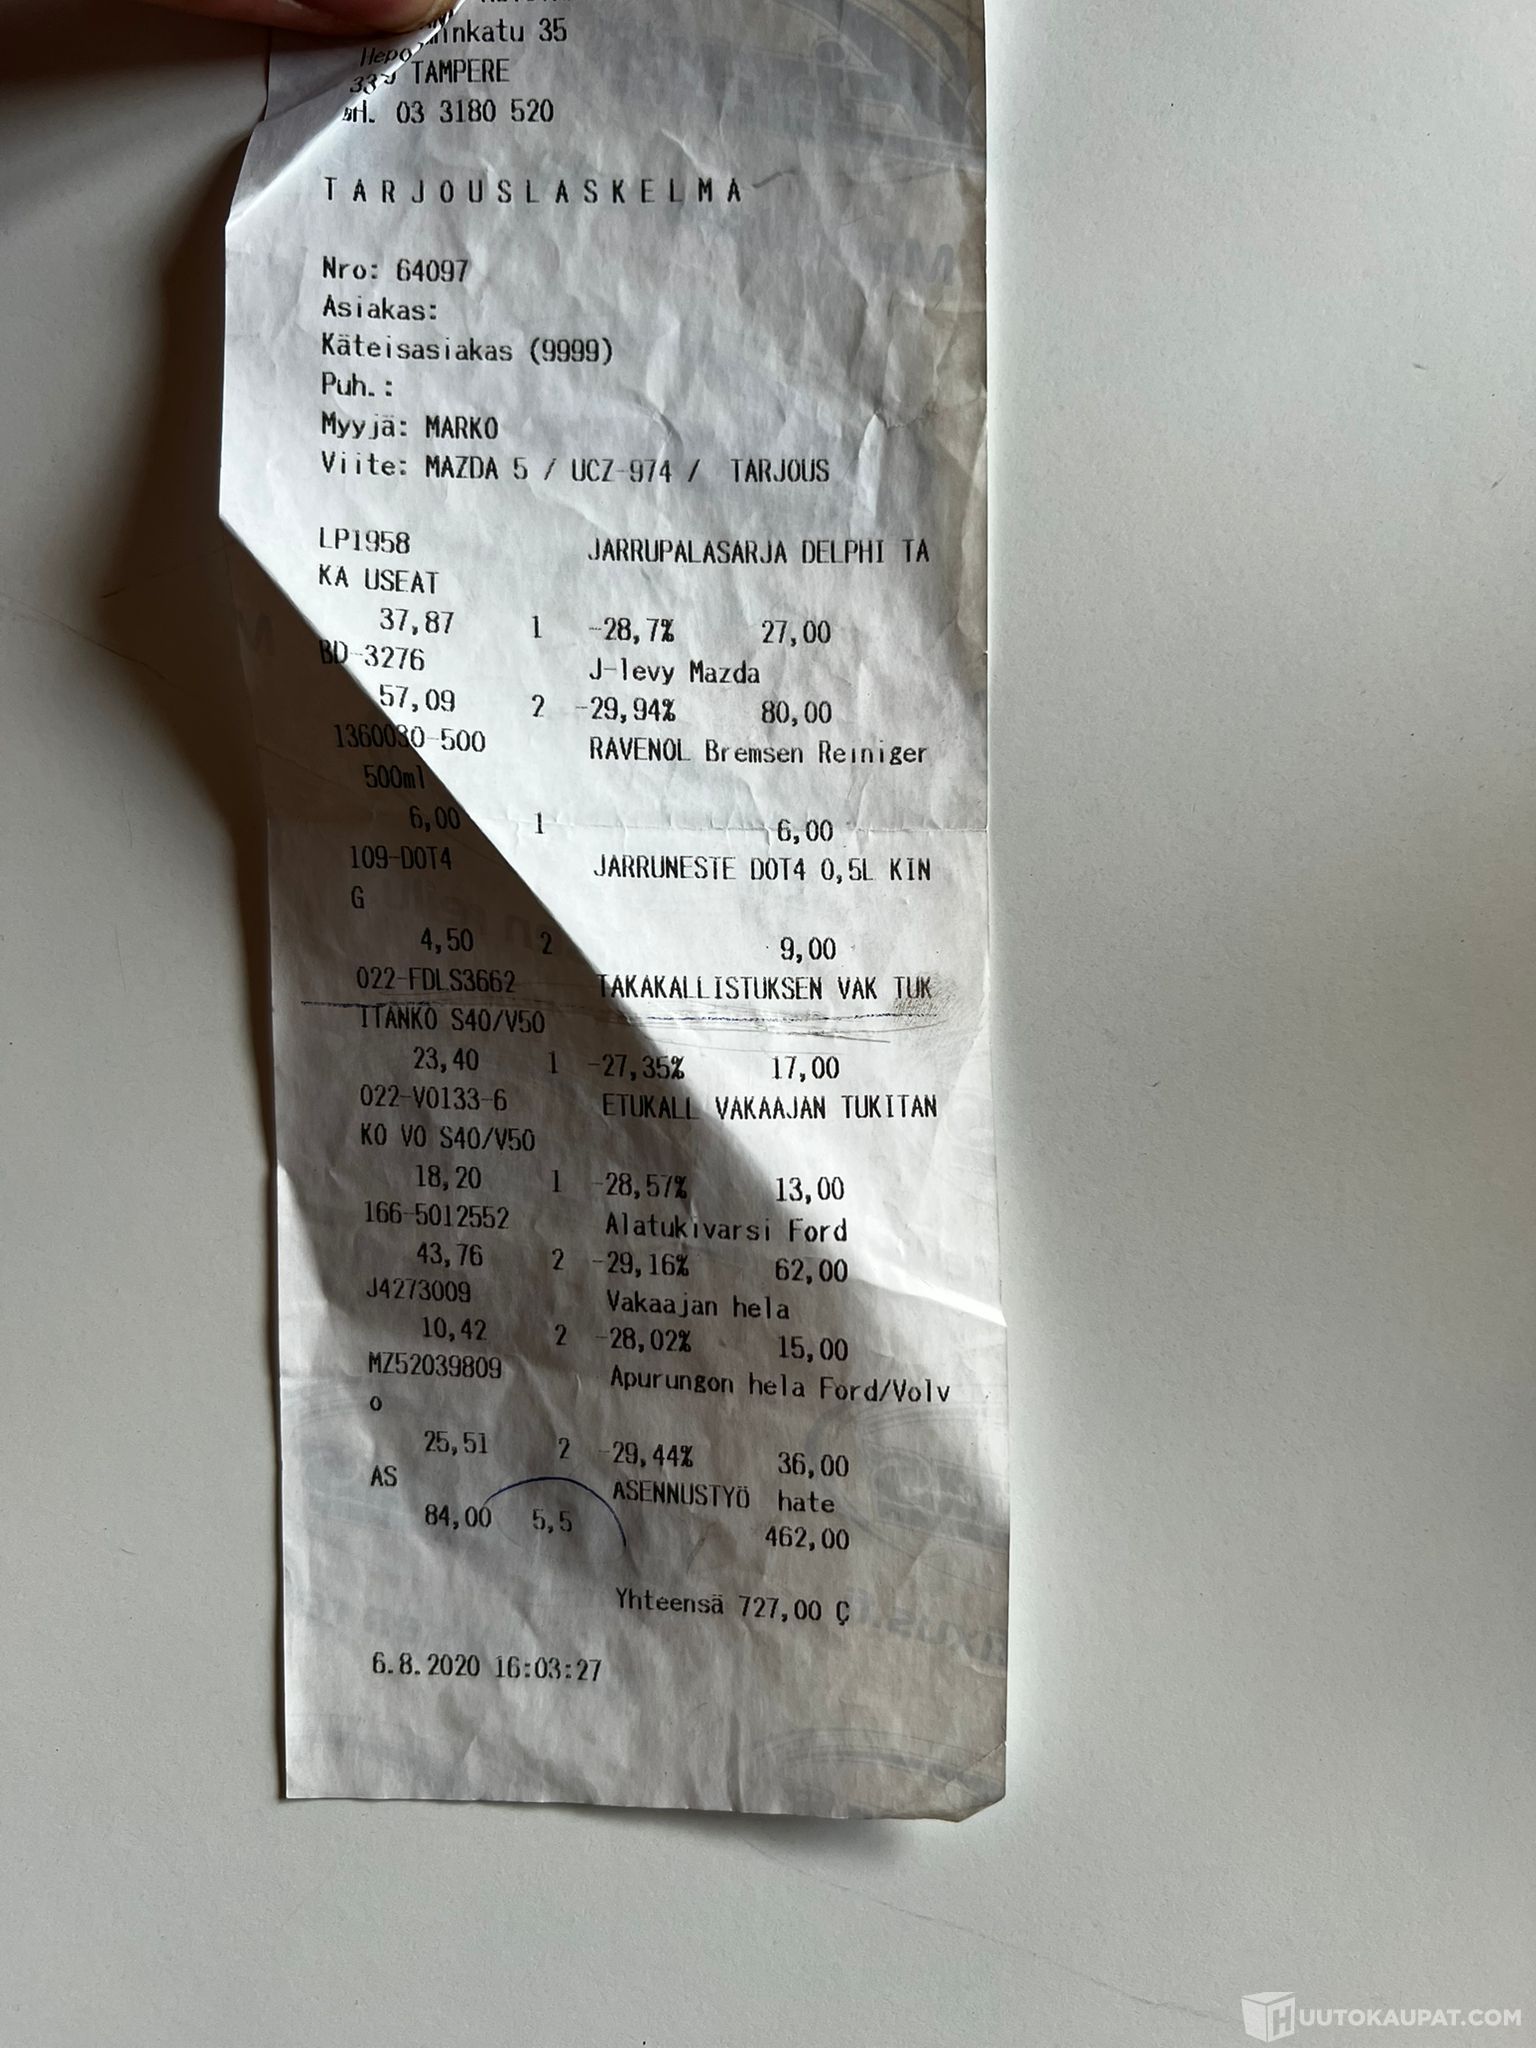 inkatu 35
Hepo
33
TAMPERE
03 3180 520
TARJOUSLASKELMA
Nro: 64097
Asiakas:
Käteisasiakas (9999)
Puh.:
Myyjä: MARKO
Viite: MAZDA 5 / UCZ-974 / TARJOUS
LP1958 JARRUPALASARJA DELPHI TA
KA USEAT
37,87 1 -28,7% 27,00
BD-3276 J-levy Mazda
57,09 2 -29,94% 80,00
1360030-500 RAVENOL Bremsen Reiniger
500ml
6,00 1 6,00
109-DOT4 JARRUNESTE DOT4 0,5L KIN
G
4,50 2 9,00
022-FDLS3662 TAKAKALLISTUKSEN VAK TUK
ITANKO S40/V50
23,40 1 -27,35% 17,00
022-V0133-6 ETUKALL VAKAAJAN TUKITAN
KO VO S40/V50
18,20 1 -28,57% 13,00
166-5012552 Alatukivarsi Ford
43,76 2 -29,16% 62,00
J4273009 Vakaajan hela
10,42 2 -28,02% 15,00
MZ52039809 Apurungon hela Ford/Volv
o
25,51 2 -29,44% 36,00
AS ASENNUSTYÖ hate
84,00 5,5 462,00
Yhteensä 727,00 Ç
6.8.2020 16:03:27
HUUTOKAUPAT.COM